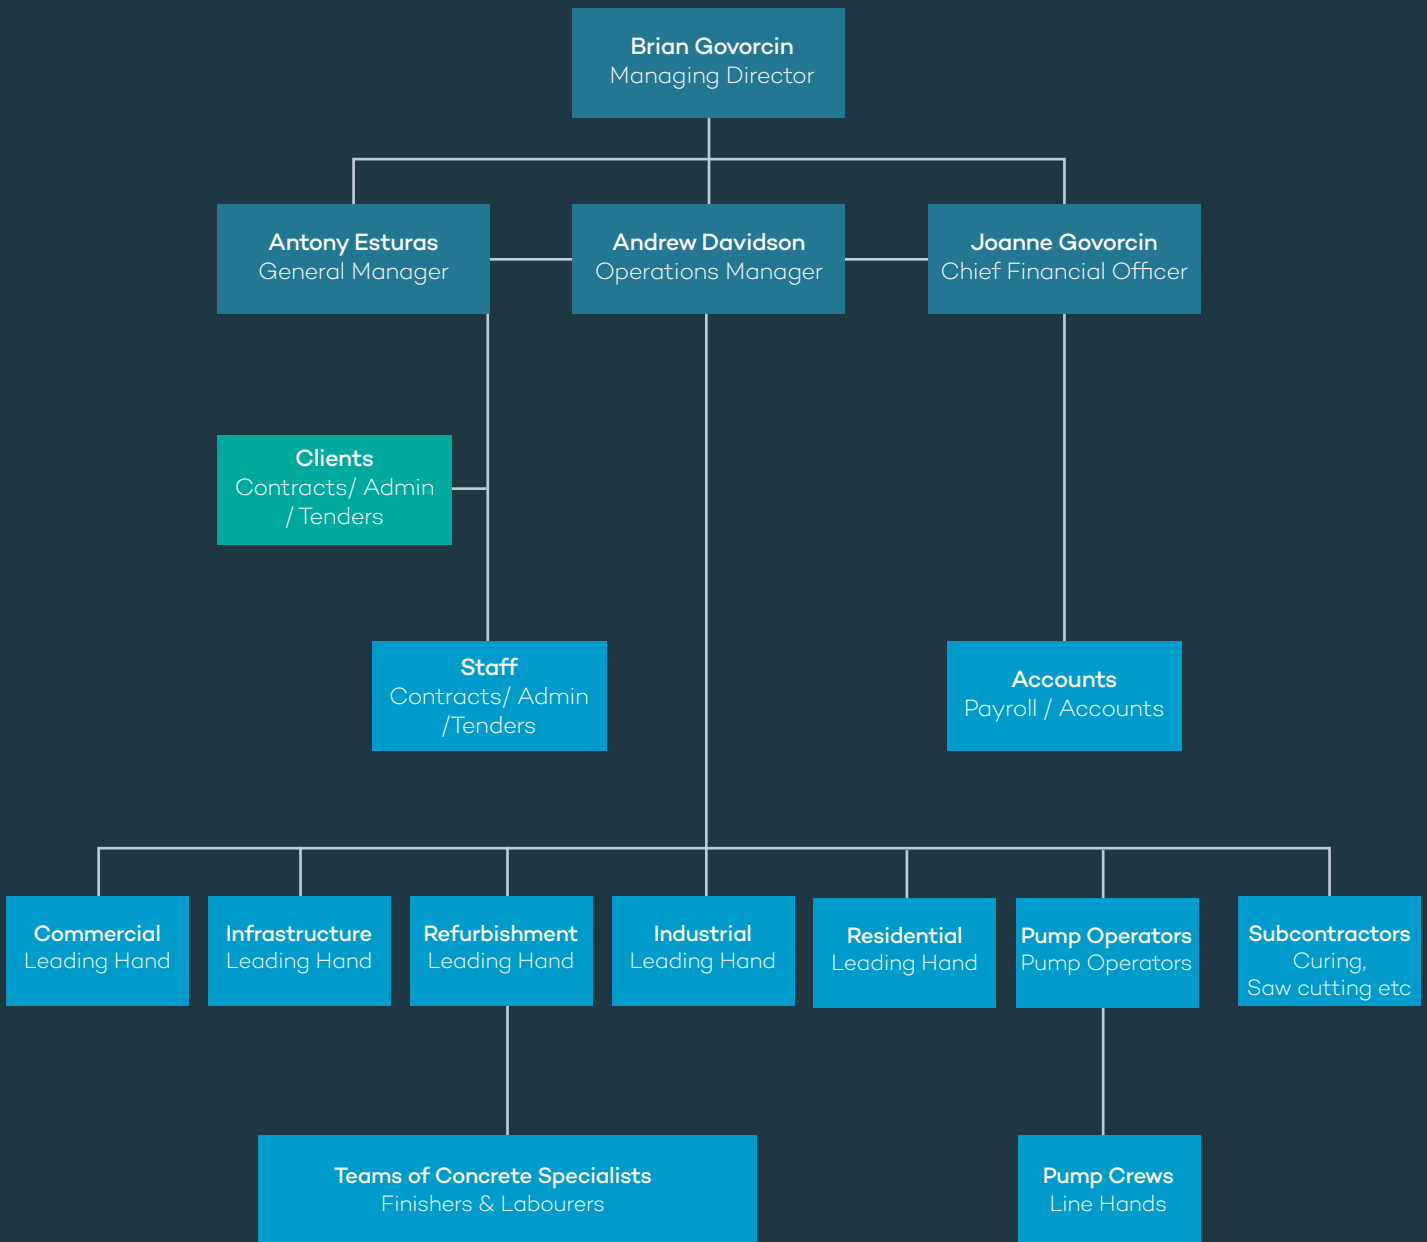 Brian Govorcin
Managing Director
Antony Esturas
General Manager
Andrew Davidson
Operations Manager
Joanne Govorcin
Chief Financial Officer
Clients
Contracts/ Admin
/ Tenders
Staff
Contracts/ Admin
/Tenders
Accounts
Payroll / Accounts
Commercial
Leading Hand
Infrastructure
Leading Hand
Refurbishment
Leading Hand
Industrial
Leading Hand
Residential
Leading Hand
Pump Operators
Pump Operators
Subcontractors
Curing,
Saw cutting etc
Teams of Concrete Specialists
Finishers & Labourers
Pump Crews
Line Hands